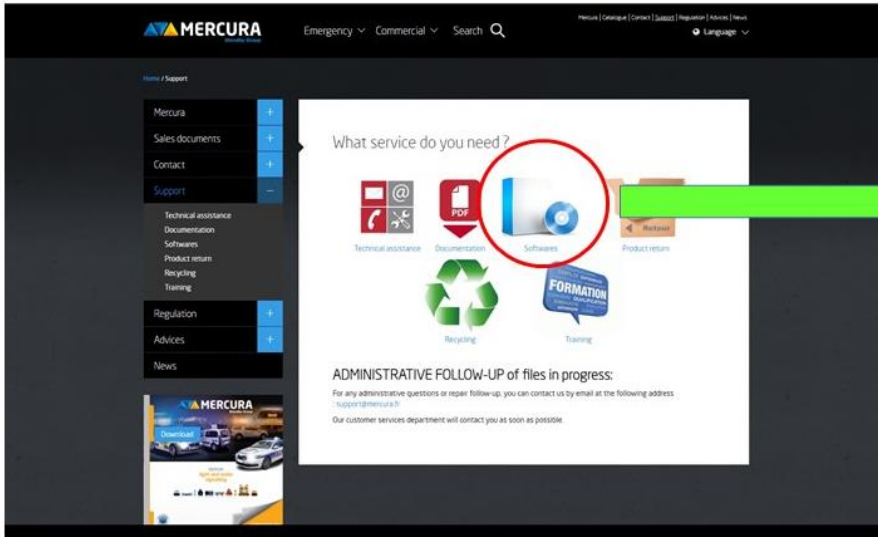 MERCURA
Emergency Commercial Search
Mercura | Catalogue | Contact | Support | Regulation | Advices | News
Language
Home / Support
Mercura
Sales documents
Contact
Support
Technical assistance
Documentation
Softwares
Product return
Recycling
Training
Regulation
Advices
News
What service do you need ?
@
PDF
Retour
Technical assistance Documentation Softwares Product return
FORMATION
Recycling Training
ADMINISTRATIVE FOLLOW-UP of files in progress:
For any administrative questions or repair follow-up, you can contact us by email at the following address
: support@mercura.fr
Our customer services department will contact you as soon as possible.
MERCURA
Download